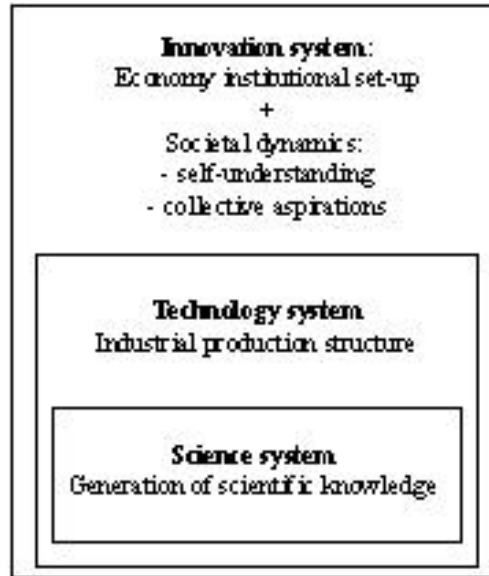 Innovation system:
Economy institutional set-up
+
Societal dynamics:
- self-understanding
- collective aspirations
Technology system
Industrial production structure
Science system
Generation of scientific knowledge